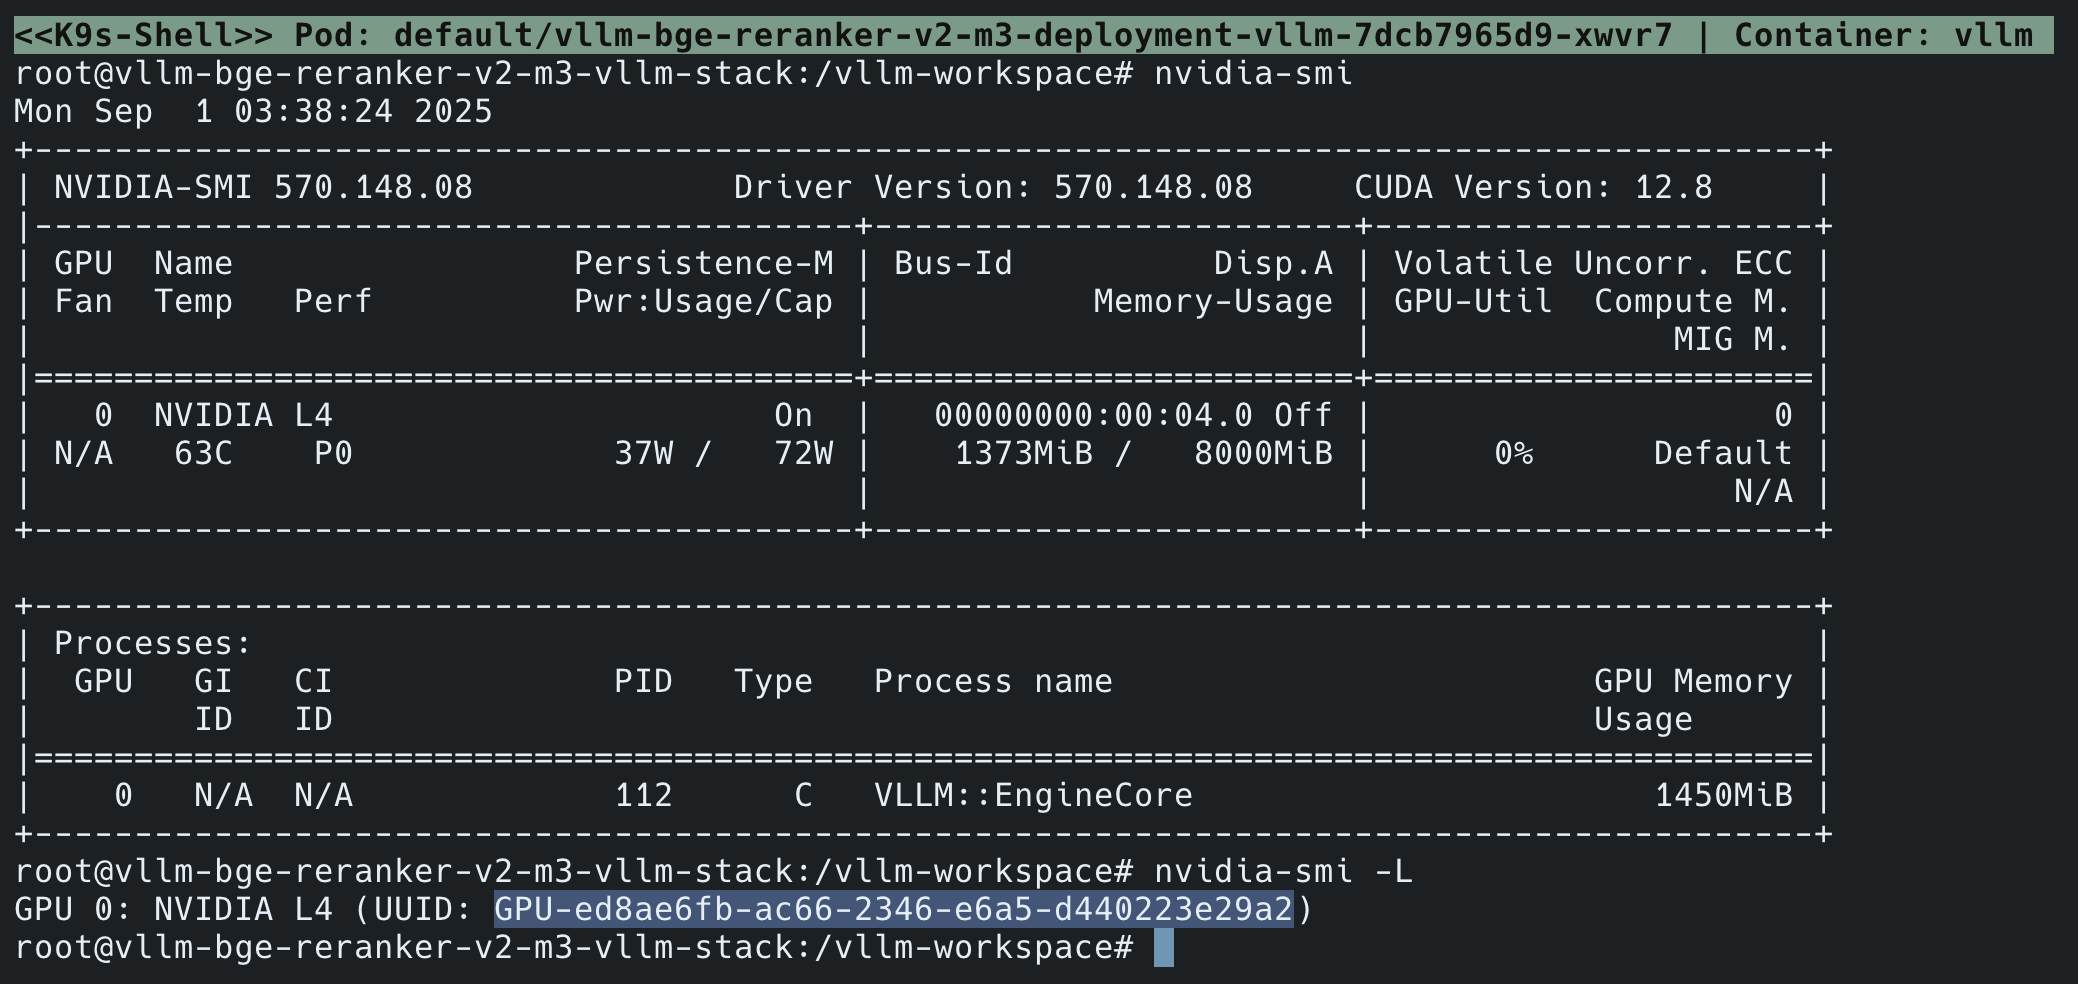 <<K9s-Shell>> Pod: default/vllm-bge-reranker-v2-m3-deployment-vllm-7dcb7965d9-xwvr7 | Container: vllm
root@vllm-bge-reranker-v2-m3-vllm-stack:/vllm-workspace# nvidia-smi
Mon Sep  1 03:38:24 2025
+-----------------------------------------------------------------------------------------+
| NVIDIA-SMI 570.148.08             Driver Version: 570.148.08     CUDA Version: 12.8     |
|-----------------------------------------+------------------------+----------------------+
| GPU  Name                 Persistence-M | Bus-Id          Disp.A | Volatile Uncorr. ECC |
| Fan  Temp   Perf          Pwr:Usage/Cap |           Memory-Usage | GPU-Util  Compute M. |
|                                         |                        |               MIG M. |
|=========================================+========================+======================|
|   0  NVIDIA L4                      On  |   00000000:00:04.0 Off |                    0 |
| N/A   63C    P0             37W /   72W |    1373MiB /   8000MiB |      0%      Default |
|                                         |                        |                  N/A |
+-----------------------------------------+------------------------+----------------------+
+-----------------------------------------------------------------------------------------+
| Processes:                                                                              |
|  GPU   GI   CI              PID   Type   Process name                        GPU Memory |
|        ID   ID                                                               Usage      |
|=========================================================================================|
|    0   N/A  N/A             112      C   VLLM::EngineCore                       1450MiB |
+-----------------------------------------------------------------------------------------+
root@vllm-bge-reranker-v2-m3-vllm-stack:/vllm-workspace# nvidia-smi -L
GPU 0: NVIDIA L4 (UUID: GPU-ed8ae6fb-ac66-2346-e6a5-d440223e29a2)
root@vllm-bge-reranker-v2-m3-vllm-stack:/vllm-workspace#